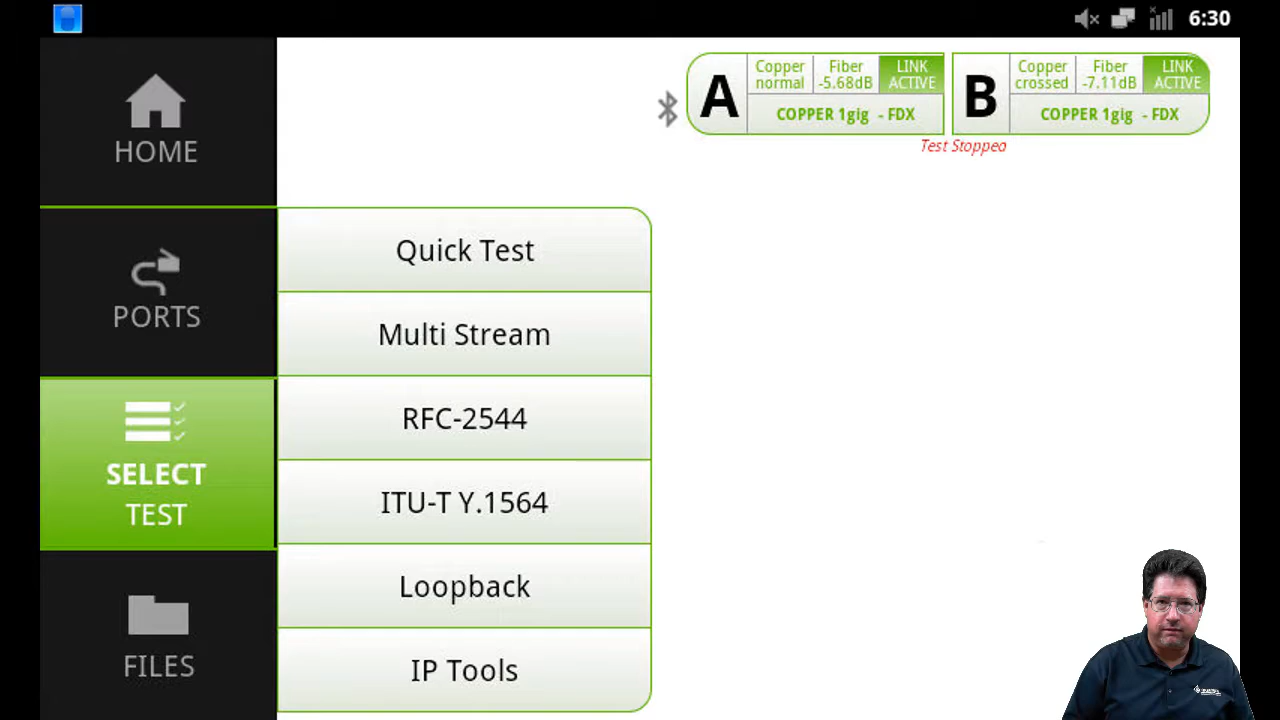 6:30
HOME
PORTS
SELECT
TEST
FILES
Quick Test
Multi Stream
RFC-2544
ITU-T Y.1564
Loopback
IP Tools
A
Copper normal
Fiber -5.68dB
LINK ACTIVE
COPPER 1gig - FDX
B
Copper crossed
Fiber -7.11dB
LINK ACTIVE
COPPER 1gig - FDX
Test Stopped